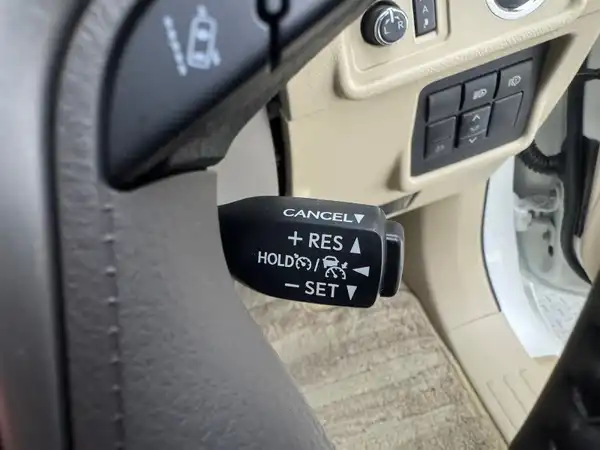 L R
A
CANCEL▼
+ RES ▲
HOLD / ◄
− SET ▼